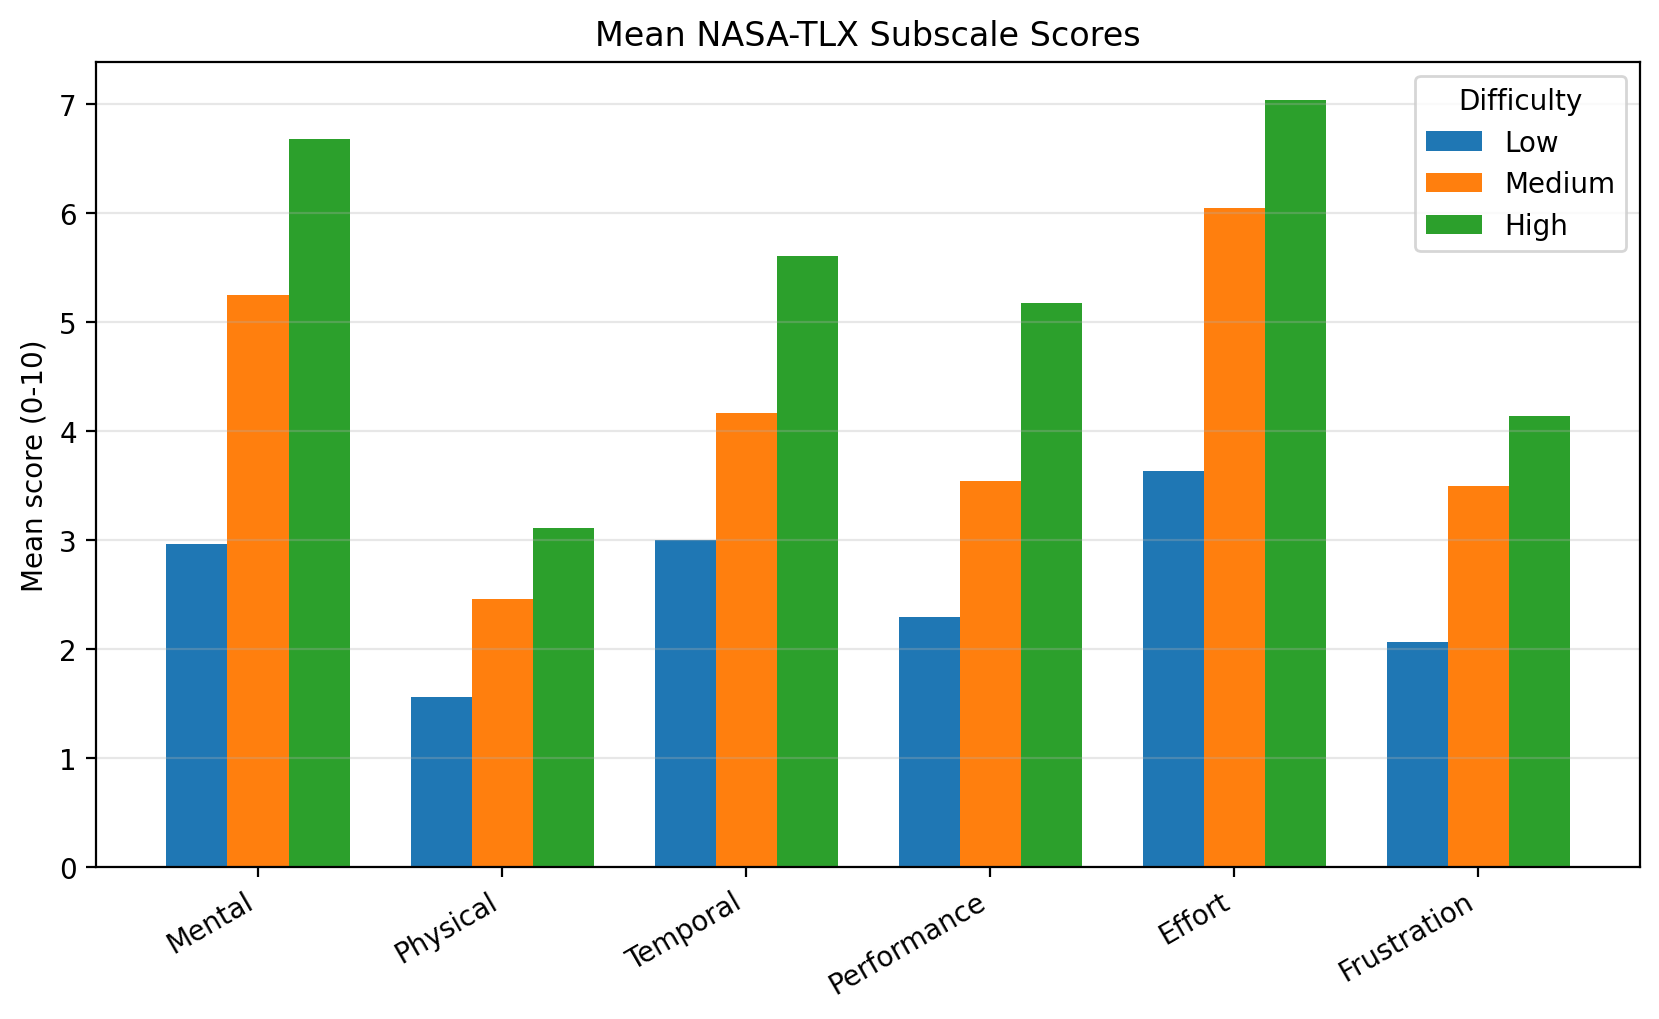 Mean NASA-TLX Subscale Scores
Difficulty
Low
Medium
High
Mean score (0-10)
7
6
5
4
3
2
1
0
Mental
Physical
Temporal
Performance
Effort
Frustration